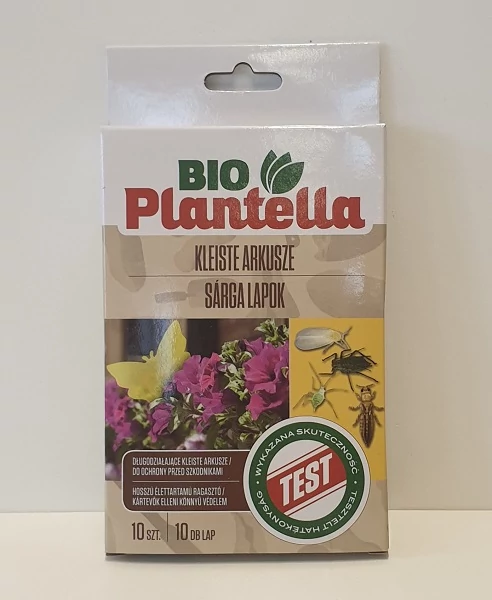 BIO
Plantella
KLEISTE ARKUSZE
SÁRGA LAPOK
DŁUGODZIAŁAJĄCE KLEISTE ARKUSZE /
DO OCHRONY PRZED SZKODNIKAMI
HOSSZÚ ÉLETTARTAMÚ RAGASZTÓ /
KÁRTEVŐK ELLENI KÖNNYŰ VÉDELEM
10 SZT. | 10 DB LAP
WYKAZANA SKUTECZNOŚĆ
TEST
TESZTELT HATÉKONYSÁG